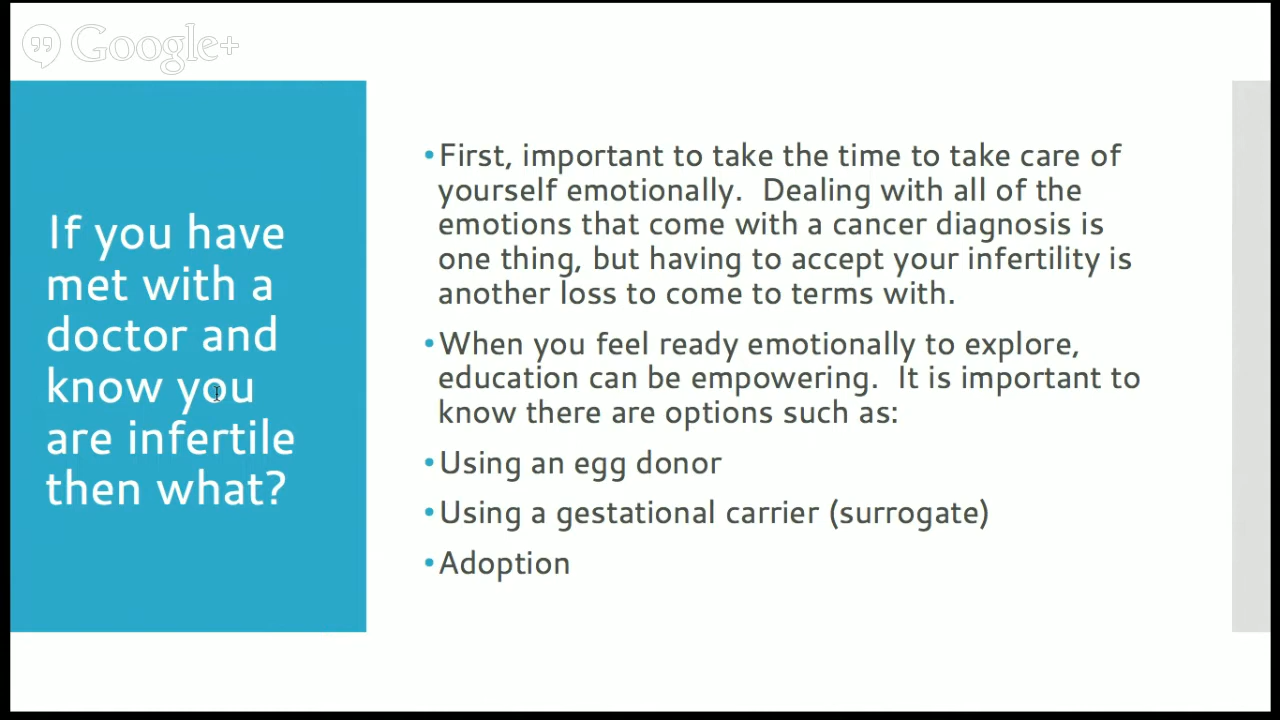 Google+
If you have
met with a
doctor and
know you
are infertile
then what?
•First, important to take the time to take care of
yourself emotionally.  Dealing with all of the
emotions that come with a cancer diagnosis is
one thing, but having to accept your infertility is
another loss to come to terms with.
•When you feel ready emotionally to explore,
education can be empowering.  It is important to
know there are options such as:
•Using an egg donor
•Using a gestational carrier (surrogate)
•Adoption